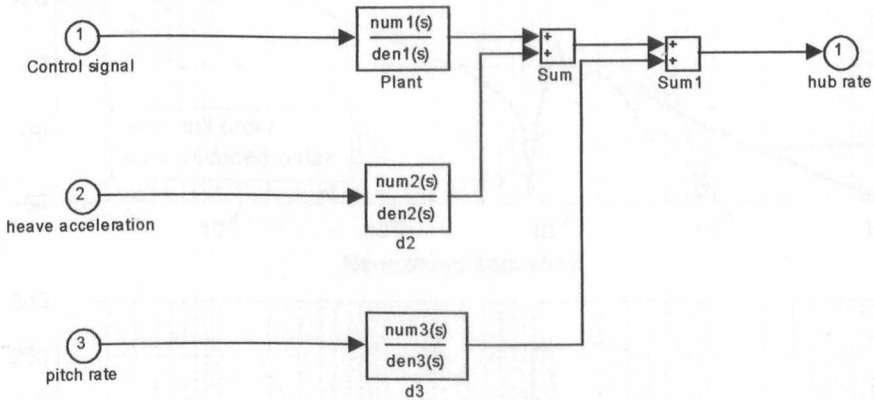 1
Control signal
num1(s)
den1(s)
Plant
+
+
Sum
+
+
Sum1
1
hub rate
2
heave acceleration
num2(s)
den2(s)
d2
3
pitch rate
num3(s)
den3(s)
d3